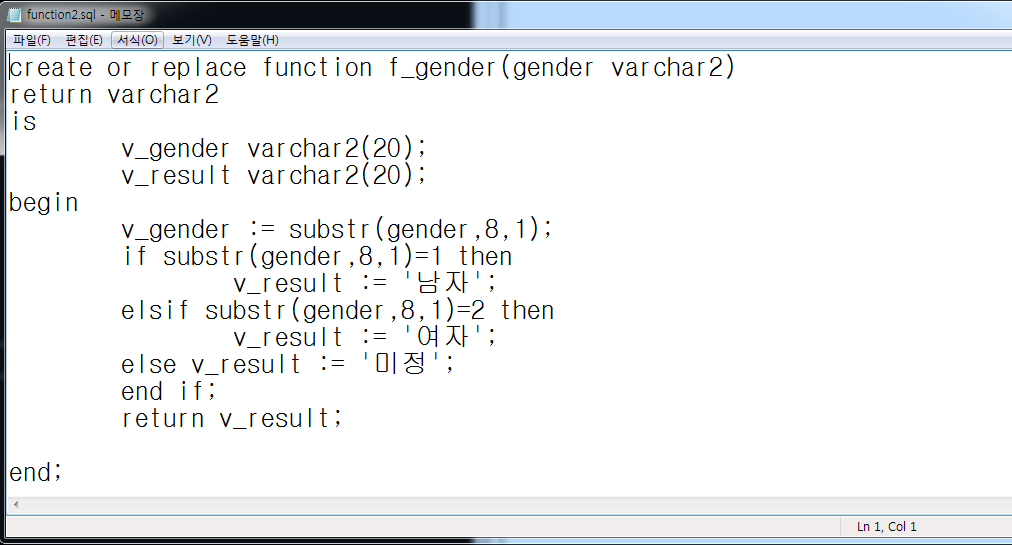 function2.sql - 메모장
파일(F) 편집(E) 서식(O) 보기(V) 도움말(H)
create or replace function f_gender(gender varchar2)
return varchar2
is
v_gender varchar2(20);
v_result varchar2(20);
begin
v_gender := substr(gender,8,1);
if substr(gender,8,1)=1 then
v_result := '남자';
elsif substr(gender,8,1)=2 then
v_result := '여자';
else v_result := '미정';
end if;
return v_result;
end;
Ln 1, Col 1